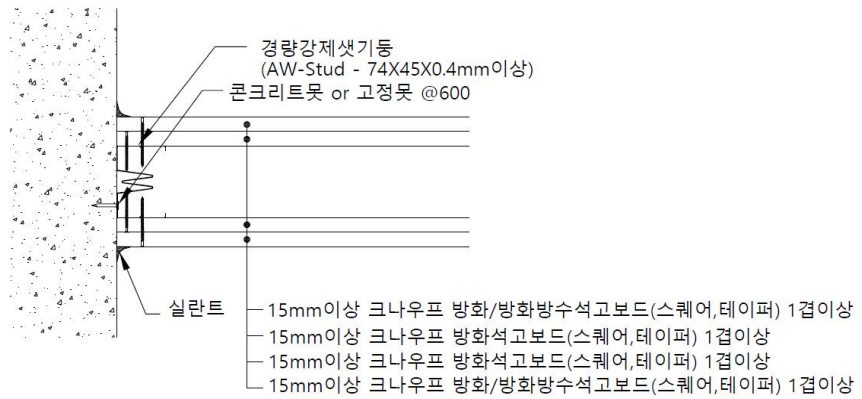 경량강제샛기둥
(AW-Stud - 74X45X0.4mm이상)
콘크리트못 or 고정못 @600
실란트
15mm이상 크나우프 방화/방화방수석고보드(스퀘어,테이퍼) 1겹이상
15mm이상 크나우프 방화석고보드(스퀘어,테이퍼) 1겹이상
15mm이상 크나우프 방화석고보드(스퀘어,테이퍼) 1겹이상
15mm이상 크나우프 방화/방화방수석고보드(스퀘어,테이퍼) 1겹이상